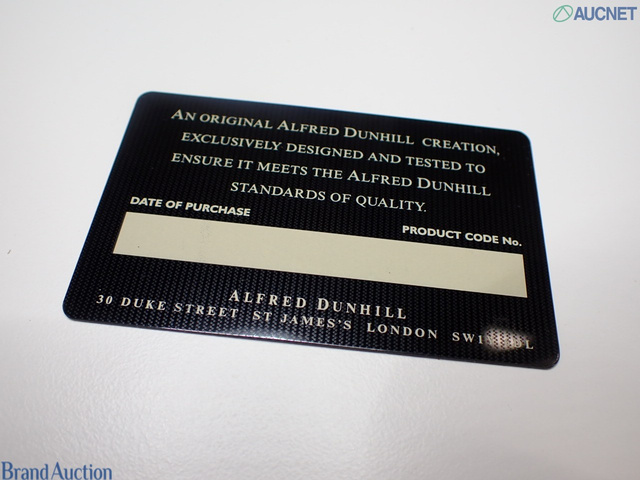 AUCNET
AN ORIGINAL ALFRED DUNHILL CREATION,
EXCLUSIVELY DESIGNED AND TESTED TO
ENSURE IT MEETS THE ALFRED DUNHILL
STANDARDS OF QUALITY.
DATE OF PURCHASE
PRODUCT CODE No.
ALFRED DUNHILL
30 DUKE STREET ST JAMES'S LONDON
Brand Auction